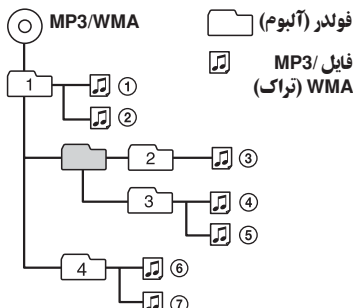 MP3/WMA
فولدر (آلبوم)
فایل /MP3
WMA (تراک)
1
①
②
2
③
3
④
⑤
4
⑥
⑦